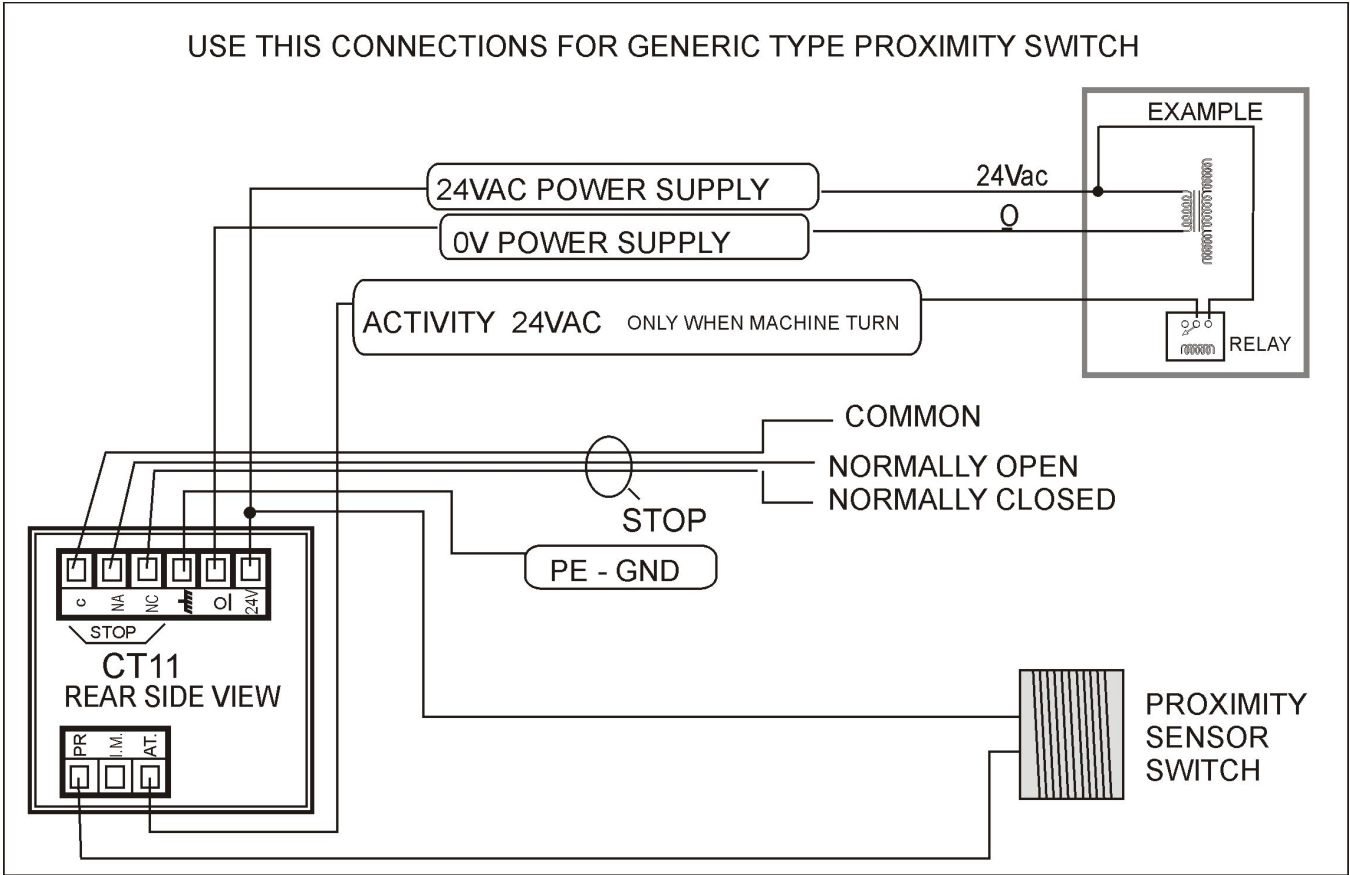 USE THIS CONNECTIONS FOR GENERIC TYPE PROXIMITY SWITCH
EXAMPLE
24VAC POWER SUPPLY
24Vac
0V POWER SUPPLY
O
ACTIVITY 24VAC ONLY WHEN MACHINE TURN
RELAY
COMMON
NORMALLY OPEN
NORMALLY CLOSED
STOP
PE - GND
c NA NC O 24V
STOP
CT11
REAR SIDE VIEW
PR I.M. AT.
PROXIMITY
SENSOR
SWITCH